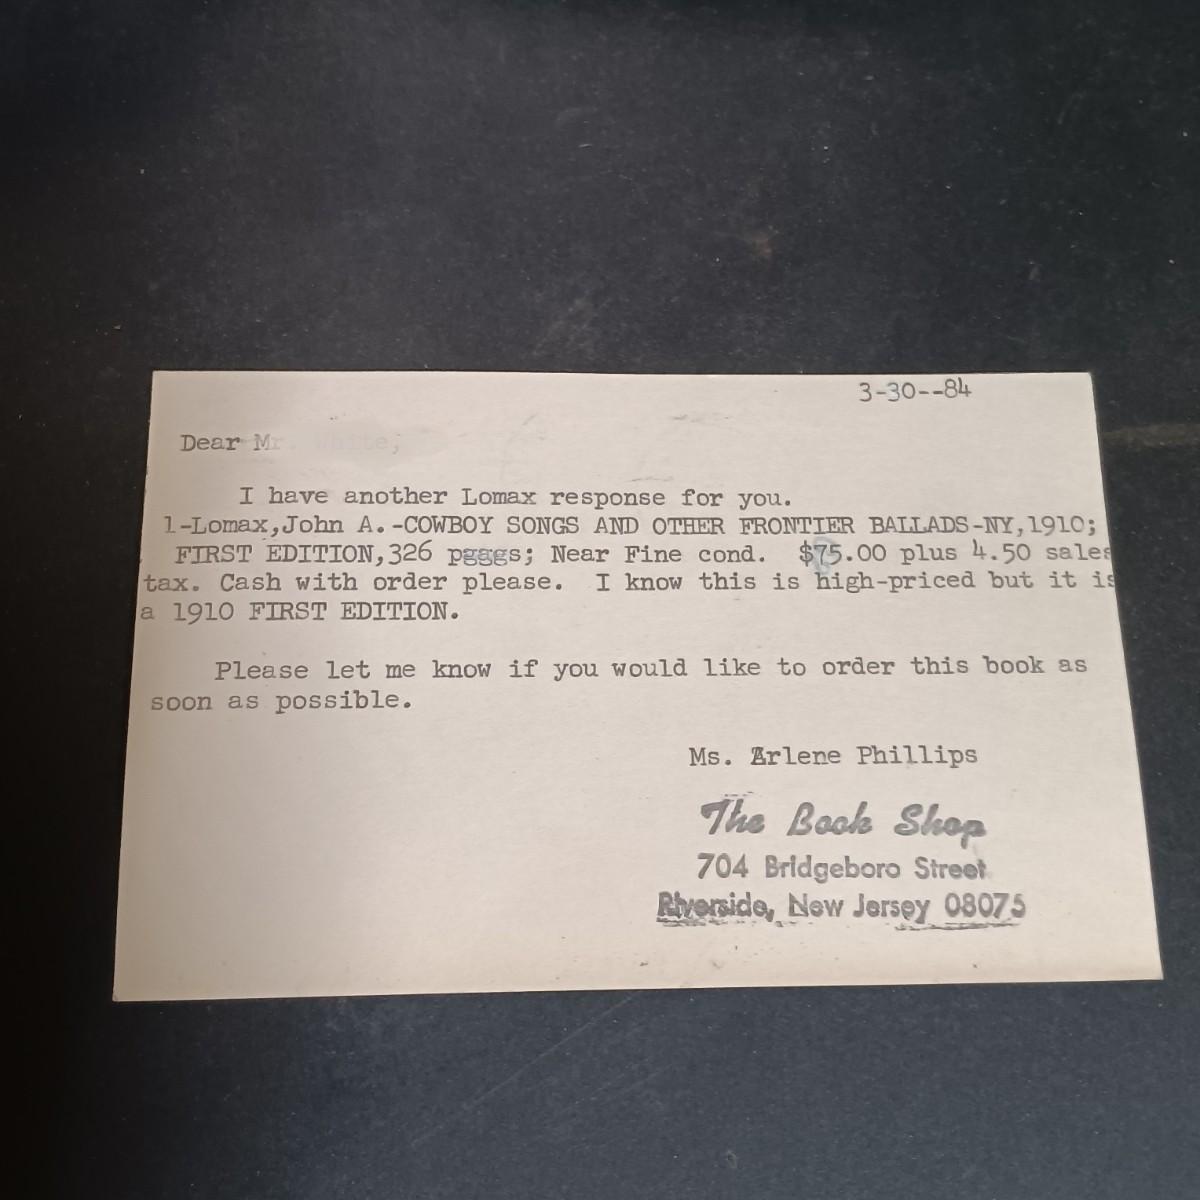 3-30--84
Dear Mr. White,
I have another Lomax response for you.
1-Lomax,John A.-COWBOY SONGS AND OTHER FRONTIER BALLADS-NY,1910;
FIRST EDITION,326 pgggs; Near Fine cond. $75.00 plus 4.50 sales
tax. Cash with order please. I know this is high-priced but it is
a 1910 FIRST EDITION.
Please let me know if you would like to order this book as
soon as possible.
Ms. Arlene Phillips
The Book Shop
704 Bridgeboro Street
Riverside, New Jersey 08075